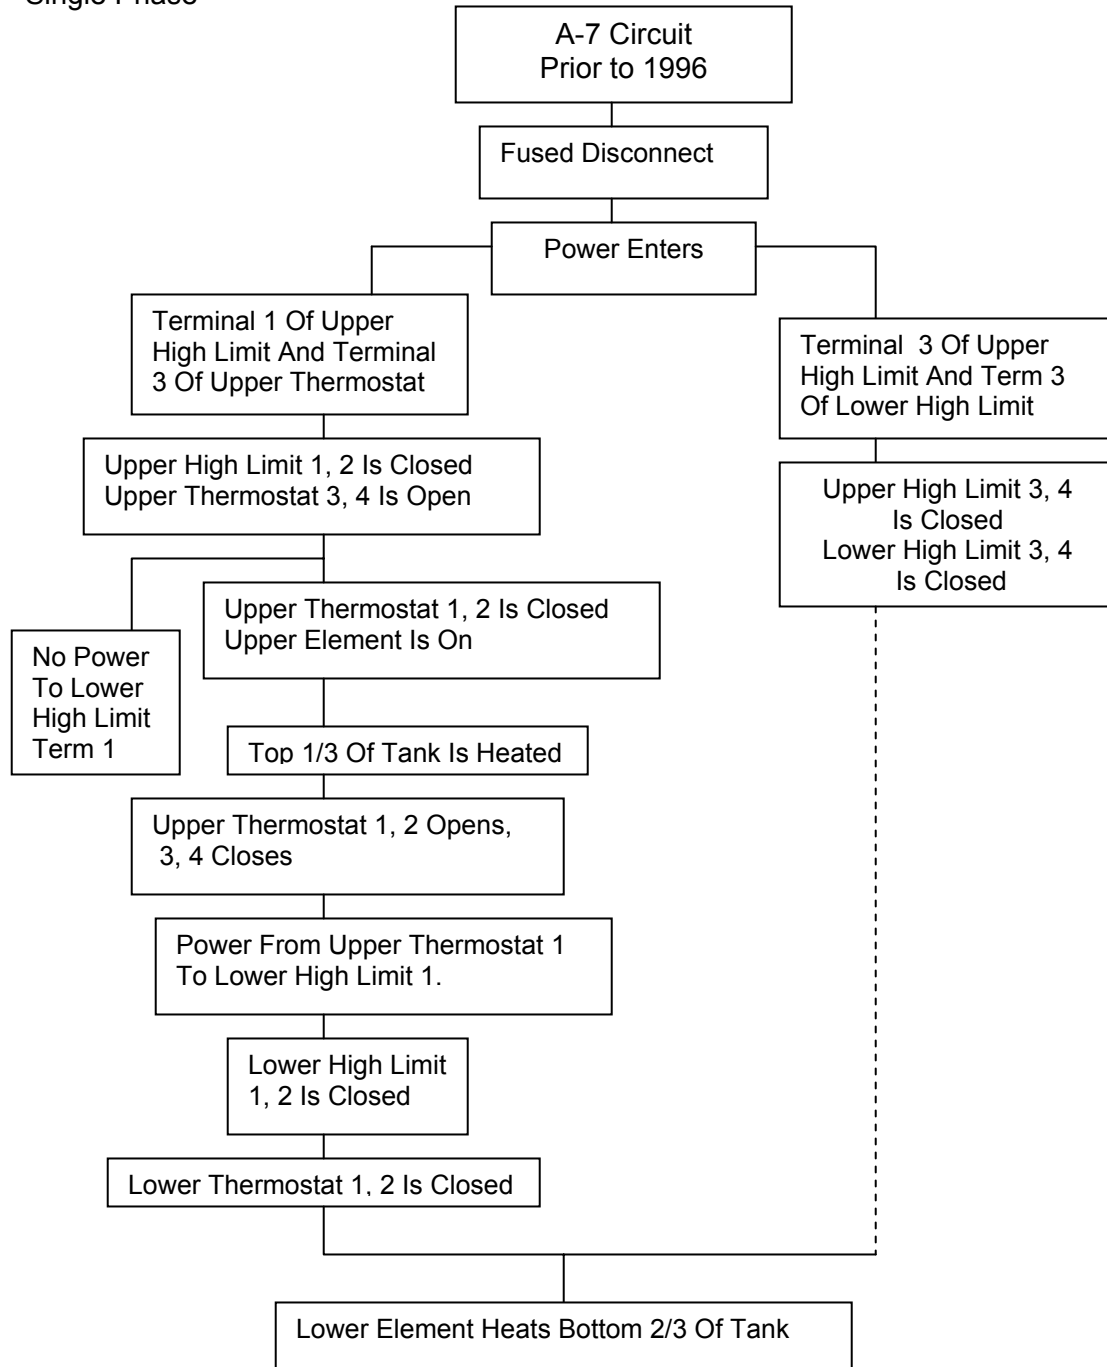 Single Phase
A-7 Circuit
Prior to 1996
Fused Disconnect
Power Enters
Terminal 1 Of Upper
High Limit And Terminal
3 Of Upper Thermostat
Terminal 3 Of Upper
High Limit And Term 3
Of Lower High Limit
Upper High Limit 1, 2 Is Closed
Upper Thermostat 3, 4 Is Open
Upper High Limit 3, 4
Is Closed
Lower High Limit 3, 4
Is Closed
No Power
To Lower
High Limit
Term 1
Upper Thermostat 1, 2 Is Closed
Upper Element Is On
Top 1/3 Of Tank Is Heated
Upper Thermostat 1, 2 Opens,
3, 4 Closes
Power From Upper Thermostat 1
To Lower High Limit 1.
Lower High Limit
1, 2 Is Closed
Lower Thermostat 1, 2 Is Closed
Lower Element Heats Bottom 2/3 Of Tank